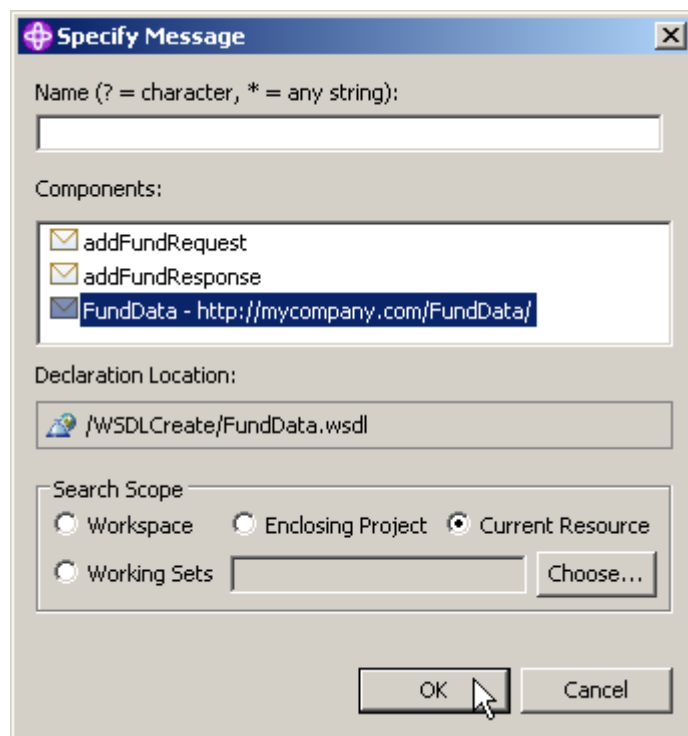 Specify Message
Name (? = character, * = any string):
Components:
addFundRequest
addFundResponse
FundData - http://mycompany.com/FundData/
Declaration Location:
/WSDLCreate/FundData.wsdl
Search Scope
Workspace Enclosing Project Current Resource
Working Sets Choose...
OK Cancel